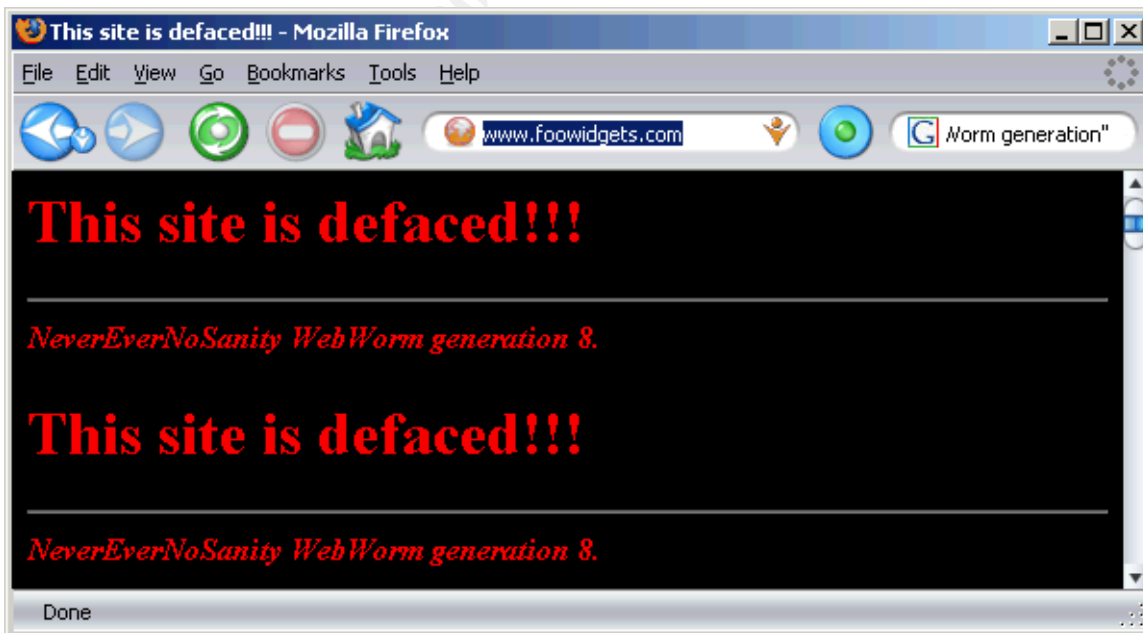 This site is defaced!!! - Mozilla Firefox
File Edit View Go Bookmarks Tools Help
www.foowidgets.com
G Worm generation"
This site is defaced!!!
NeverEverNoSanity WebWorm generation 8.
This site is defaced!!!
NeverEverNoSanity WebWorm generation 8.
Done